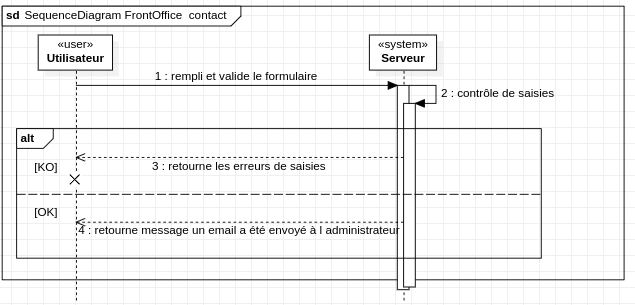 sd SequenceDiagram FrontOffice contact
«user»
Utilisateur
«system»
Serveur
1 : rempli et valide le formulaire
2 : contrôle de saisies
alt
[KO]
3 : retourne les erreurs de saisies
[OK]
4 : retourne message un email a été envoyé à l administrateur